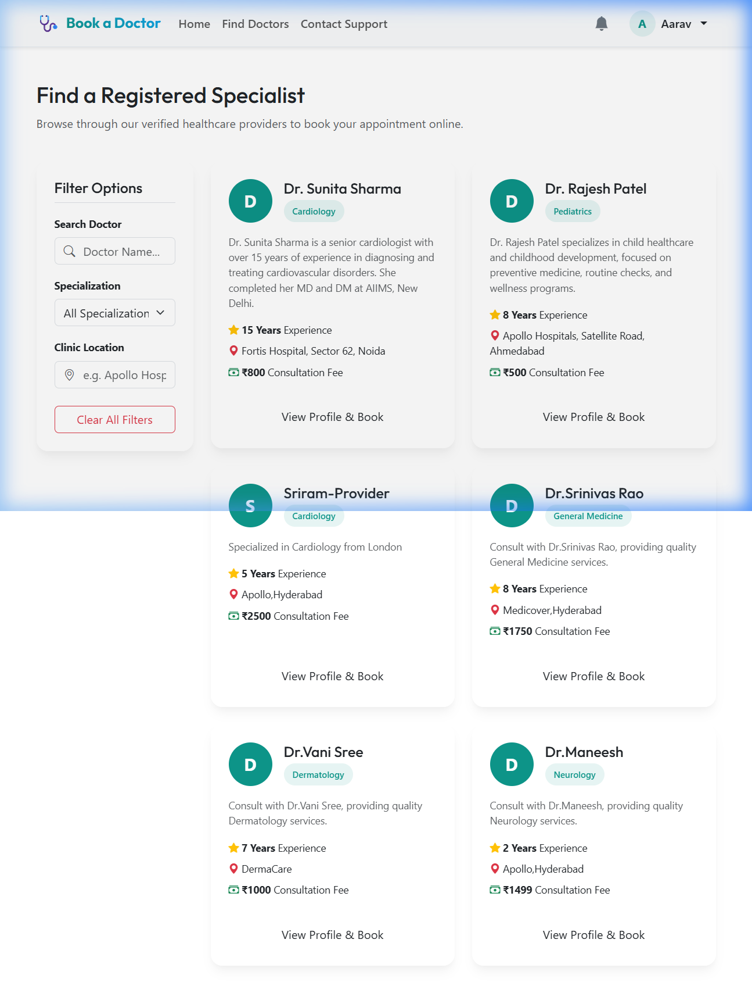 Book a Doctor
Home
Find Doctors
Contact Support
A
Aarav
Find a Registered Specialist
Browse through our verified healthcare providers to book your appointment online.
Filter Options
Search Doctor
Doctor Name...
Specialization
All Specialization
Clinic Location
e.g. Apollo Hosp
Clear All Filters
D
Dr. Sunita Sharma
Cardiology
Dr. Sunita Sharma is a senior cardiologist with
over 15 years of experience in diagnosing and
treating cardiovascular disorders. She
completed her MD and DM at AIIMS, New
Delhi.
15 Years Experience
Fortis Hospital, Sector 62, Noida
₹800 Consultation Fee
View Profile & Book
D
Dr. Rajesh Patel
Pediatrics
Dr. Rajesh Patel specializes in child healthcare
and childhood development, focused on
preventive medicine, routine checks, and
wellness programs.
8 Years Experience
Apollo Hospitals, Satellite Road,
Ahmedabad
₹500 Consultation Fee
View Profile & Book
S
Sriram-Provider
Cardiology
Specialized in Cardiology from London
5 Years Experience
Apollo,Hyderabad
₹2500 Consultation Fee
View Profile & Book
D
Dr.Srinivas Rao
General Medicine
Consult with Dr.Srinivas Rao, providing quality
General Medicine services.
8 Years Experience
Medicover,Hyderabad
₹1750 Consultation Fee
View Profile & Book
D
Dr.Vani Sree
Dermatology
Consult with Dr.Vani Sree, providing quality
Dermatology services.
7 Years Experience
DermaCare
₹1000 Consultation Fee
View Profile & Book
D
Dr.Maneesh
Neurology
Consult with Dr.Maneesh, providing quality
Neurology services.
2 Years Experience
Apollo,Hyderabad
₹1499 Consultation Fee
View Profile & Book